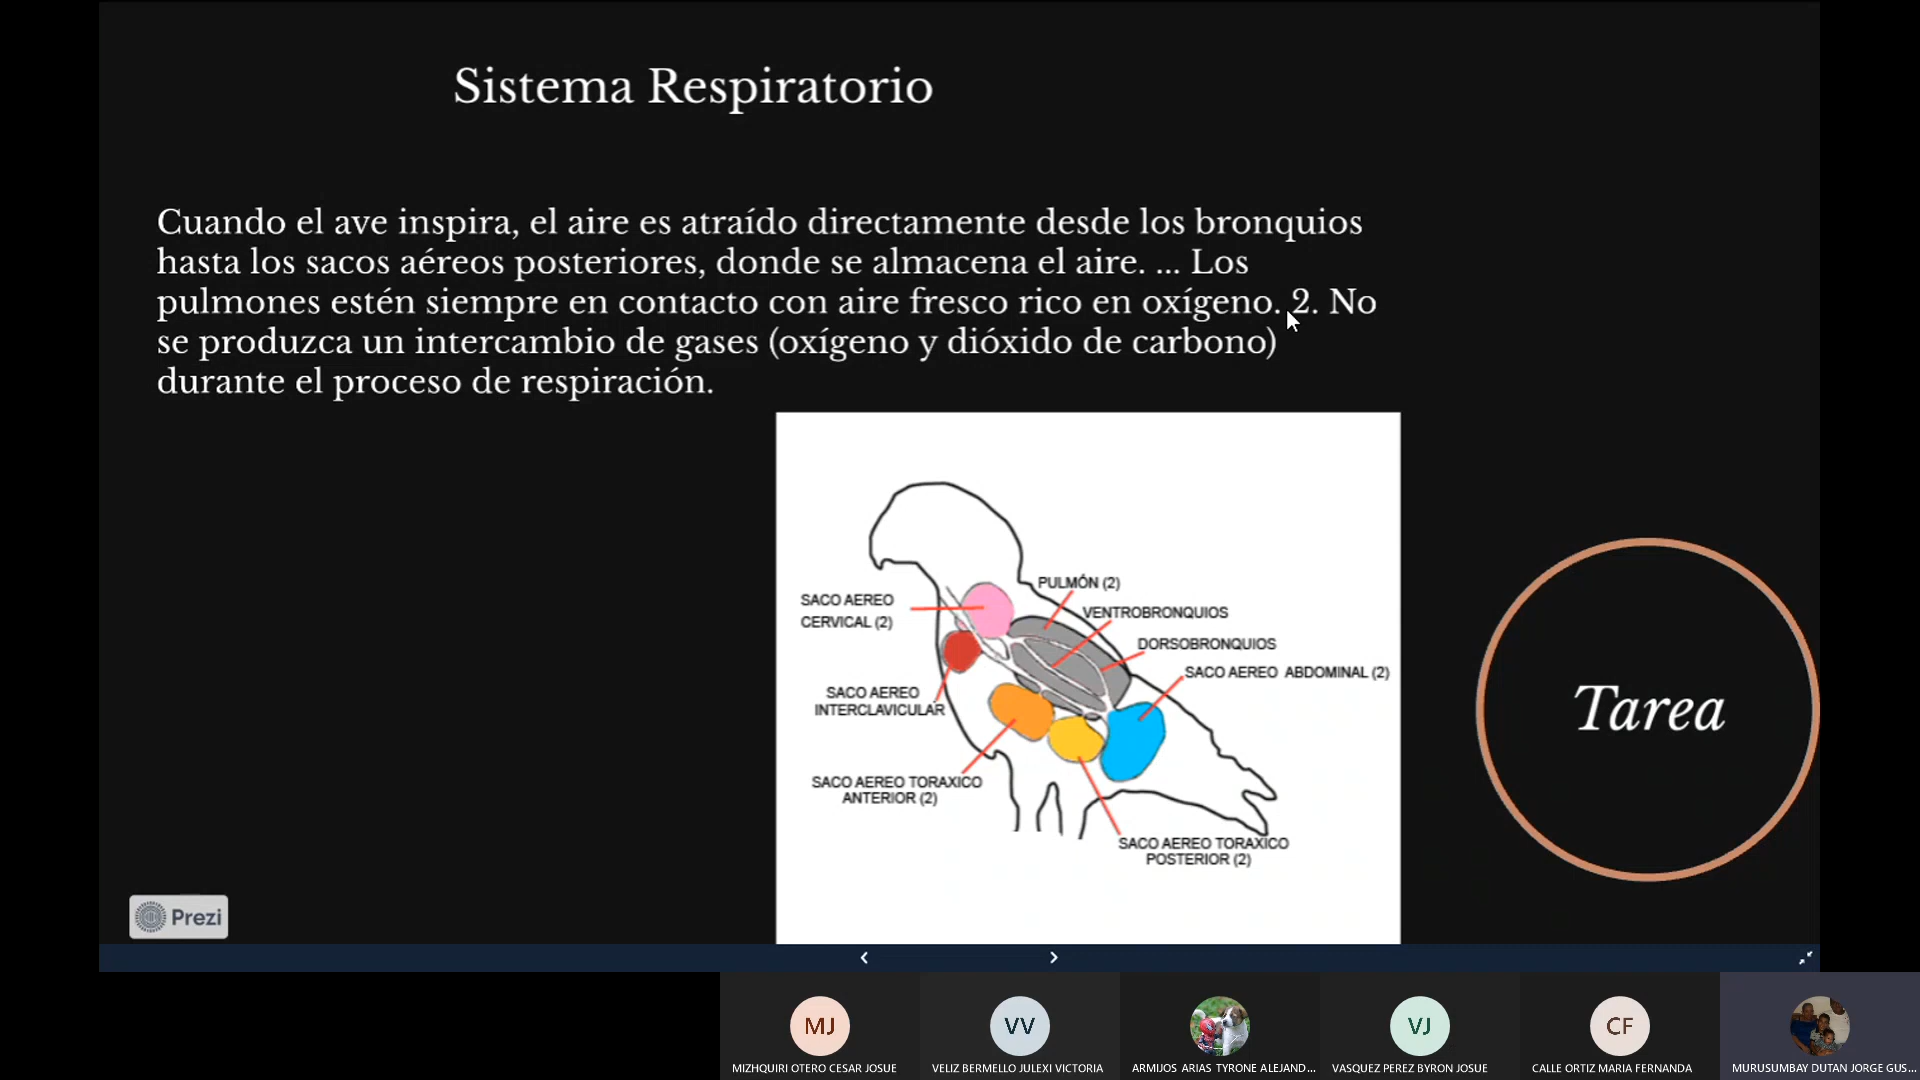 Sistema Respiratorio
Cuando el ave inspira, el aire es atraído directamente desde los bronquios
hasta los sacos aéreos posteriores, donde se almacena el aire. ... Los
pulmones estén siempre en contacto con aire fresco rico en oxígeno. 2. No
se produzca un intercambio de gases (oxígeno y dióxido de carbono)
durante el proceso de respiración.
PULMÓN (2)
SACO AEREO
CERVICAL (2)
VENTROBRONQUIOS
DORSOBRONQUIOS
SACO AEREO ABDOMINAL (2)
SACO AEREO
INTERCLAVICULAR
SACO AEREO TORAXICO
ANTERIOR (2)
SACO AEREO TORAXICO
POSTERIOR (2)
Tarea
Prezi
MJ
VV
VJ
CF
MIZHQUIRI OTERO CESAR JOSUE
VELIZ BERMELLO JULEXI VICTORIA
ARMIJOS ARIAS TYRONE ALEJAND...
VASQUEZ PEREZ BYRON JOSUE
CALLE ORTIZ MARIA FERNANDA
MURUSUMBAY DUTAN JORGE GUS...